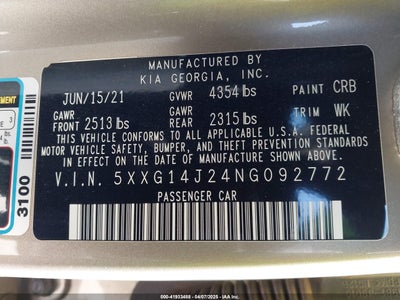 MANUFACTURED BY
KIA GEORGIA, INC.
JUN/15/21 GVWR 4354 lbs PAINT CRB
GAWR GAWR
FRONT 2513 lbs REAR 2315 lbs TRIM WK
THIS VEHICLE CONFORMS TO ALL APPLICABLE U.S.A. FEDERAL
MOTOR VEHICLE SAFETY, BUMPER, AND THEFT PREVENTION STANDARDS
IN EFFECT ON THE DATE OF MANUFACTURE SHOWN ABOVE.
V.I.N. 5XXG14J24NG092772
PASSENGER CAR
3100
000-41933488 - 04/07/2025 - IAA Inc.